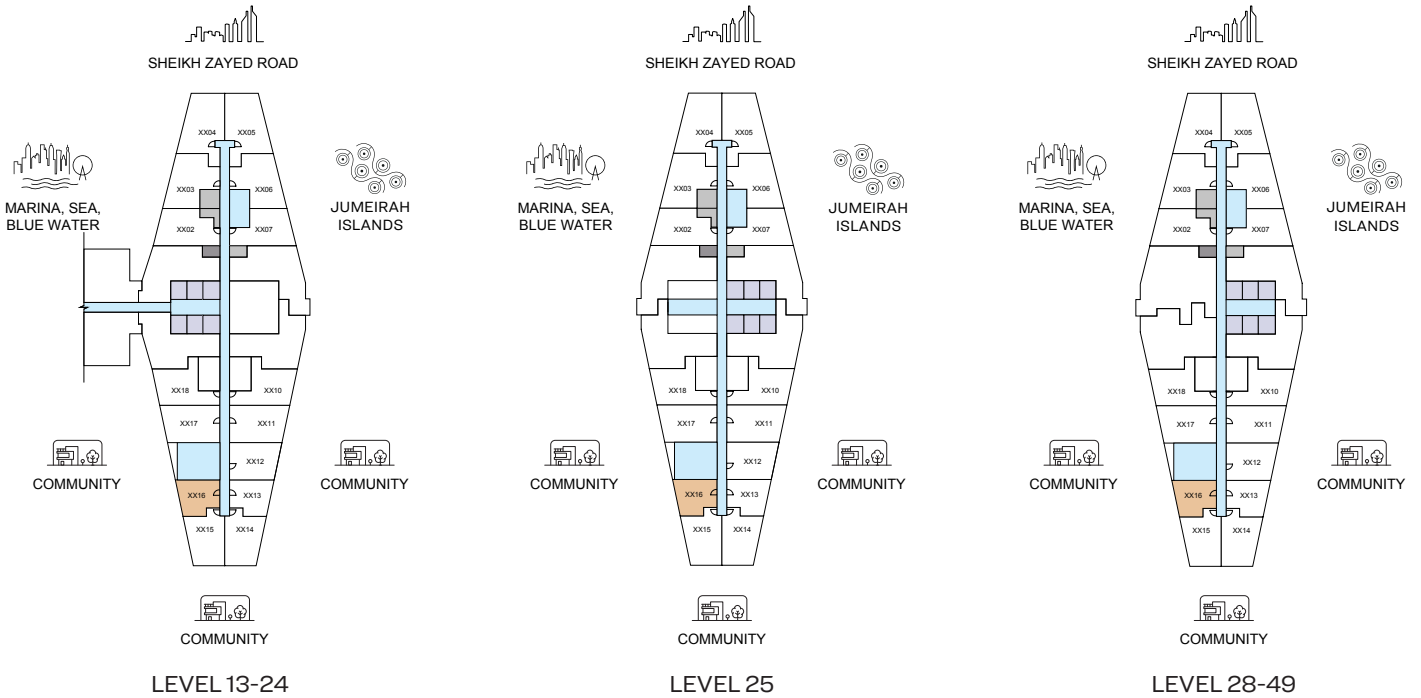 SHEIKH ZAYED ROAD
XX04
XX05
MARINA, SEA,
BLUE WATER
XX03
XX06
JUMEIRAH
ISLANDS
XX02
XX07
XX18
XX10
XX17
XX11
COMMUNITY
XX12
COMMUNITY
XX16
XX13
XX15
XX14
COMMUNITY
LEVEL 13-24
SHEIKH ZAYED ROAD
XX04
XX05
MARINA, SEA,
BLUE WATER
XX03
XX06
JUMEIRAH
ISLANDS
XX02
XX07
XX18
XX10
XX17
XX11
COMMUNITY
XX12
COMMUNITY
XX16
XX13
XX15
XX14
COMMUNITY
LEVEL 25
SHEIKH ZAYED ROAD
XX04
XX05
MARINA, SEA,
BLUE WATER
XX03
XX06
JUMEIRAH
ISLANDS
XX02
XX07
XX18
XX10
XX17
XX11
COMMUNITY
XX12
COMMUNITY
XX16
XX13
XX15
XX14
COMMUNITY
LEVEL 28-49